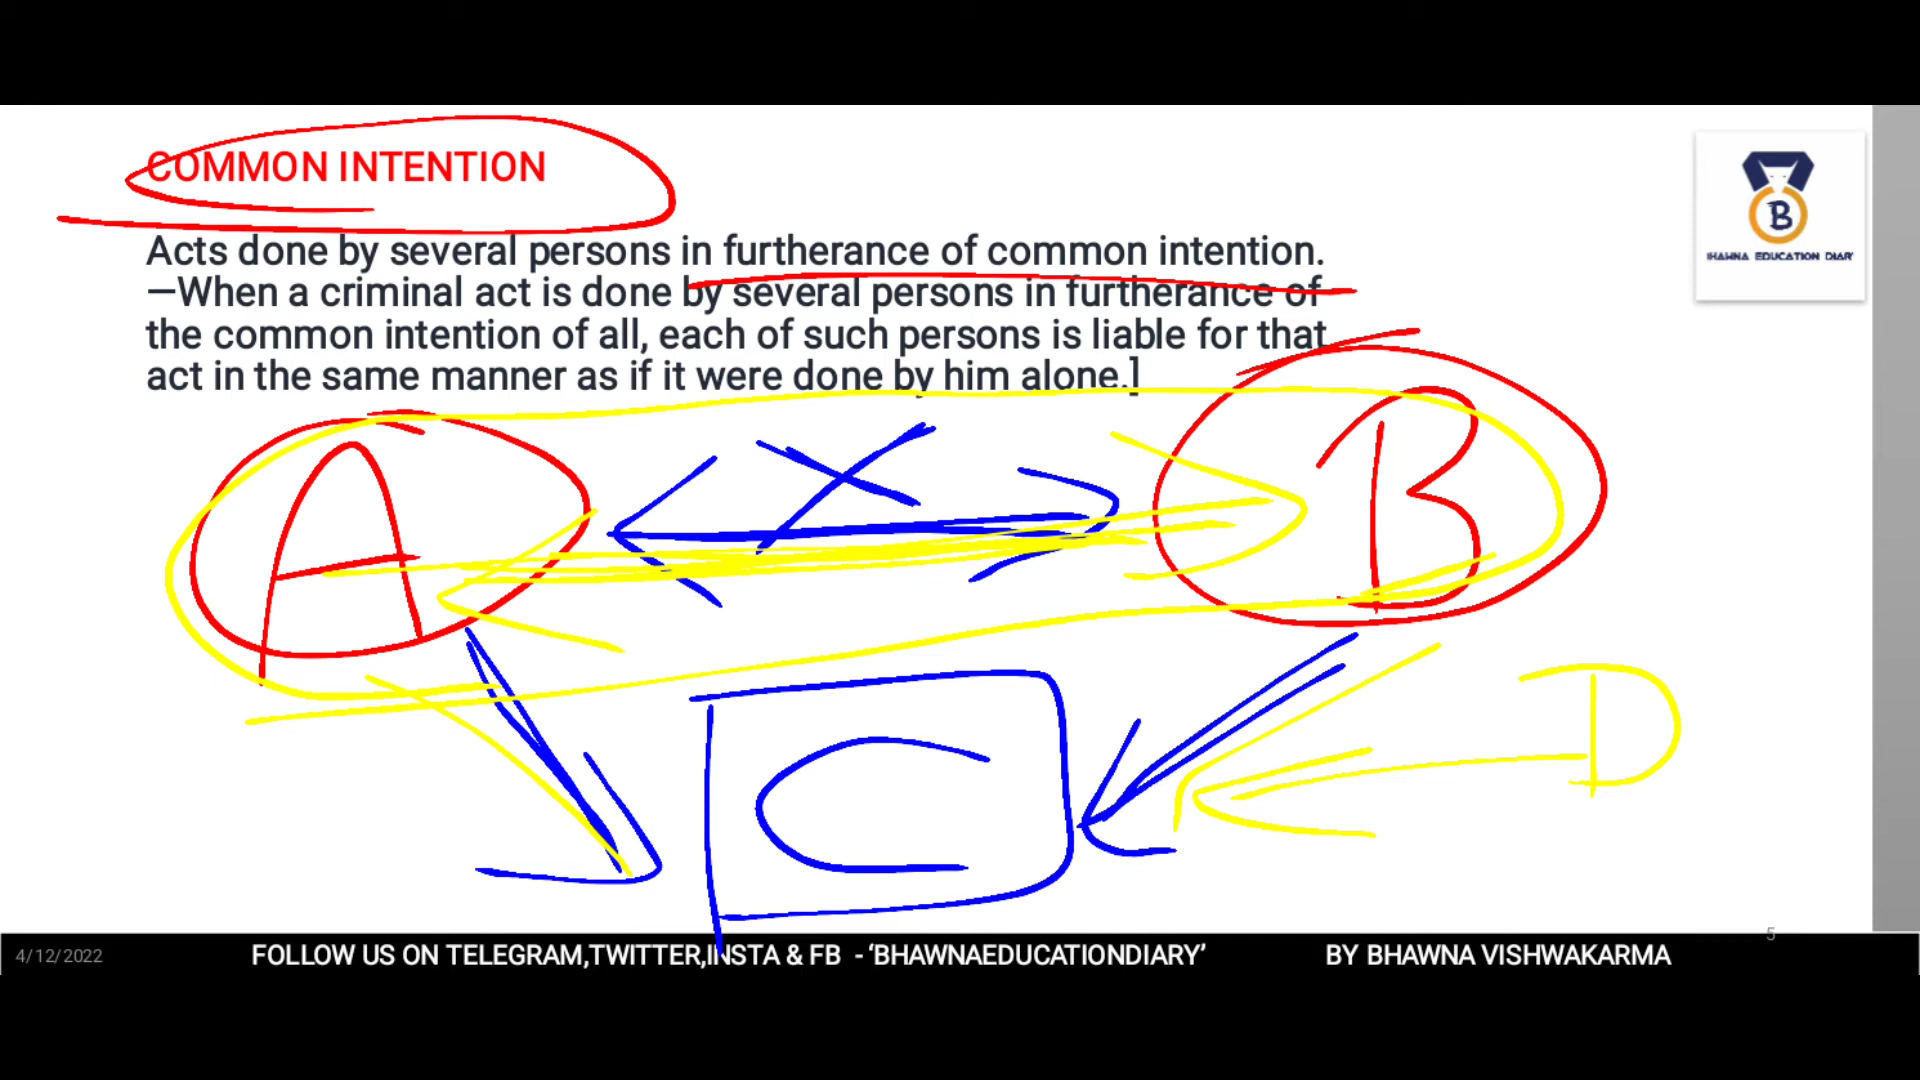 COMMON INTENTION
Acts done by several persons in furtherance of common intention.
—When a criminal act is done by several persons in furtherance of
the common intention of all, each of such persons is liable for that
act in the same manner as if it were done by him alone.]
A
X
B
C
D
B
BHAWNA EDUCATION DIARY
5
4/12/2022
FOLLOW US ON TELEGRAM,TWITTER,INSTA & FB - ‘BHAWNAEDUCATIONDIARY’
BY BHAWNA VISHWAKARMA